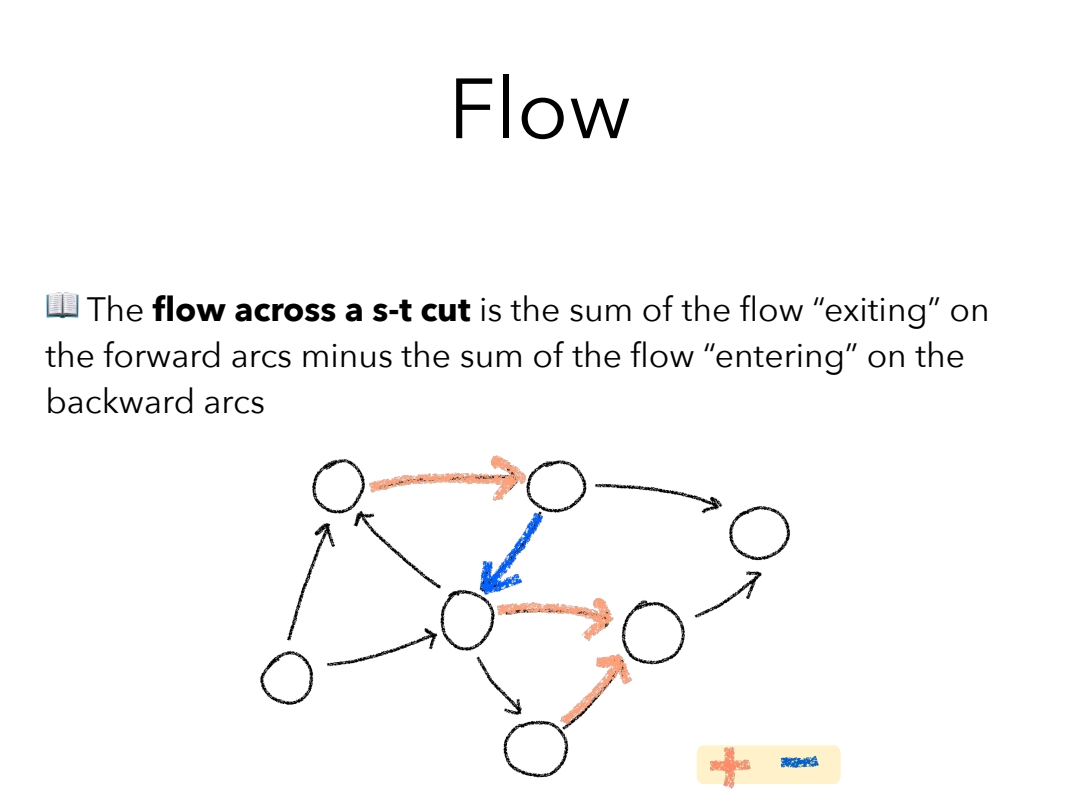 Flow
The flow across a s-t cut is the sum of the flow “exiting” on
the forward arcs minus the sum of the flow “entering” on the
backward arcs
+ -